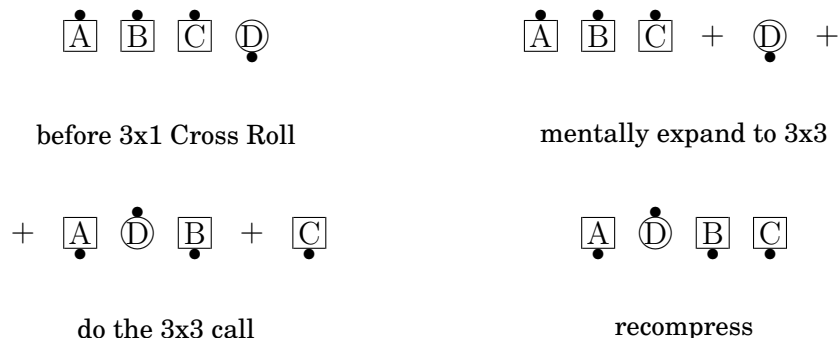 A B C D
A B C + D +
before 3x1 Cross Roll
mentally expand to 3x3
+ A D B + C
A D B C
do the 3x3 call
recompress